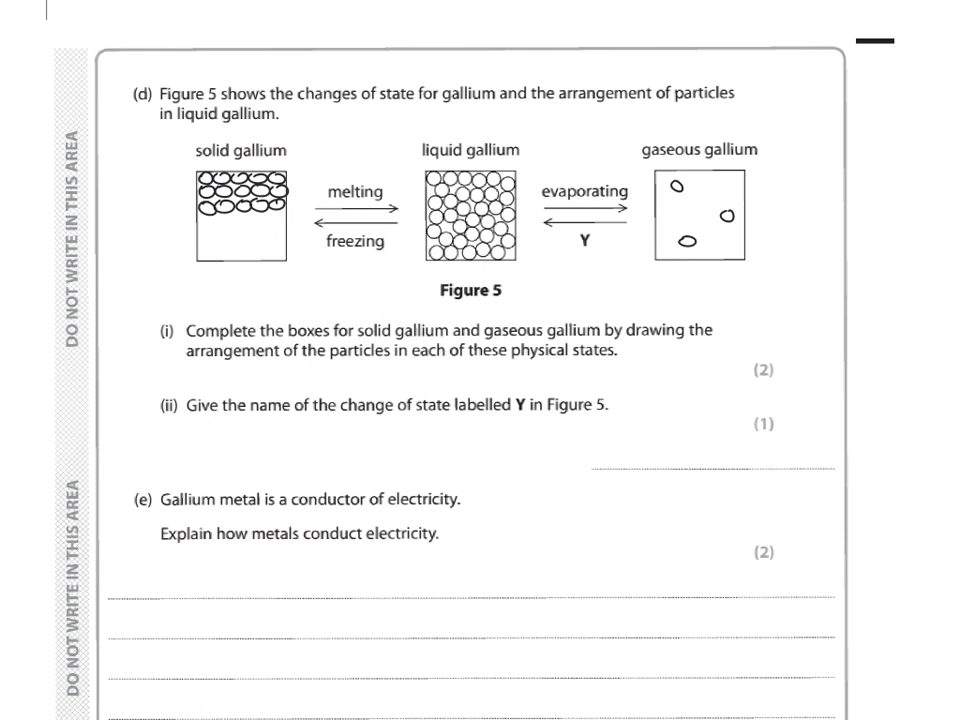 (d) Figure 5 shows the changes of state for gallium and the arrangement of particles
in liquid gallium.
solid gallium liquid gallium gaseous gallium
melting evaporating
freezing Y
Figure 5
(i) Complete the boxes for solid gallium and gaseous gallium by drawing the
arrangement of the particles in each of these physical states.
(2)
(ii) Give the name of the change of state labelled Y in Figure 5.
(1)
(e) Gallium metal is a conductor of electricity.
Explain how metals conduct electricity.
(2)
DO NOT WRITE IN THIS AREA
DO NOT WRITE IN THIS AREA